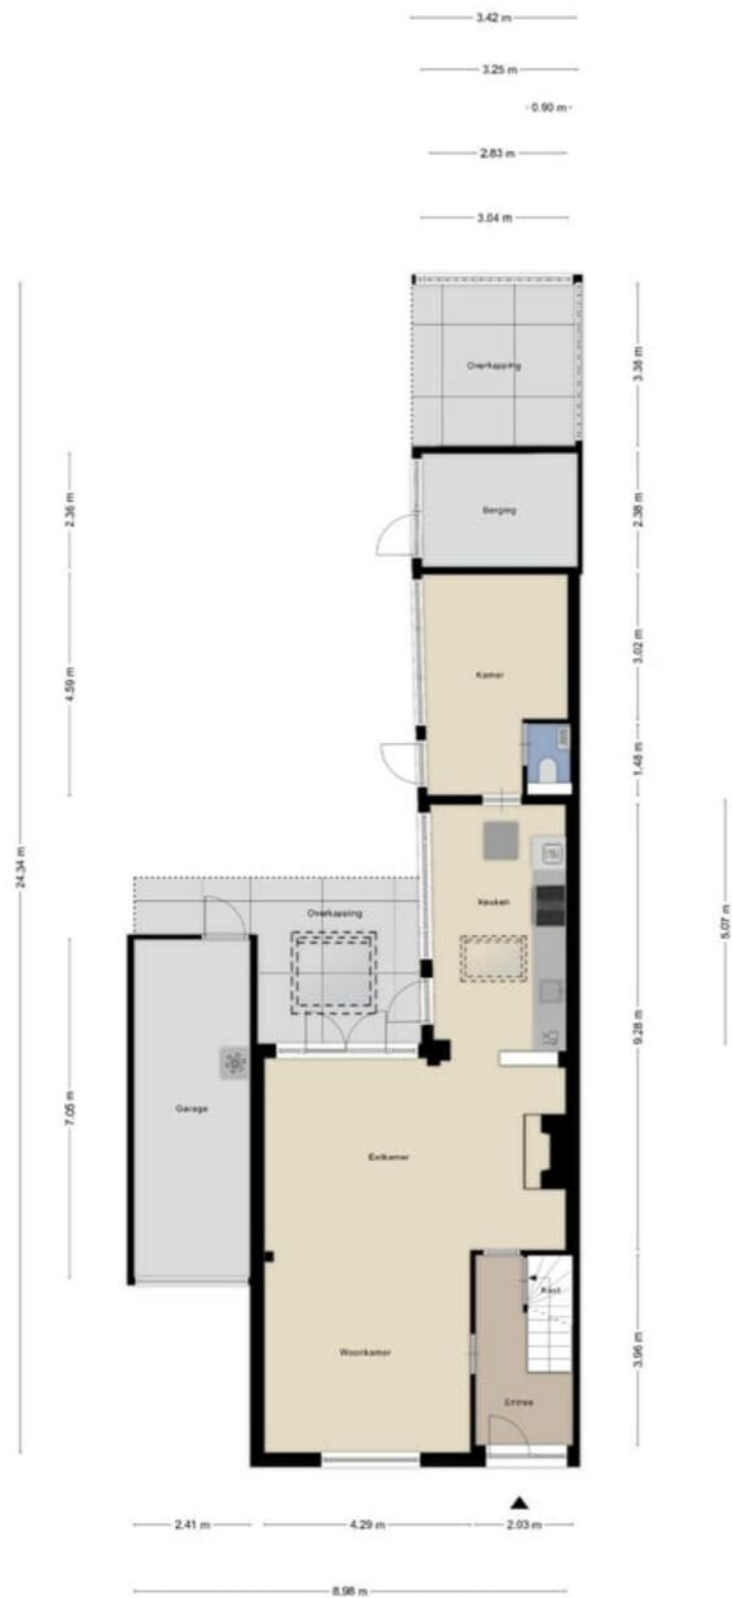 3.42 m
3.25 m
0.90 m
2.83 m
3.04 m
Overkapping
3.38 m
2.36 m
Berging
2.38 m
4.59 m
Kamer
3.02 m
1.48 m
24.34 m
Keuken
Overkapping
5.07 m
9.28 m
7.05 m
Garage
Eetkamer
Kast
Woonkamer
3.96 m
Entree
2.41 m
4.29 m
2.03 m
8.98 m